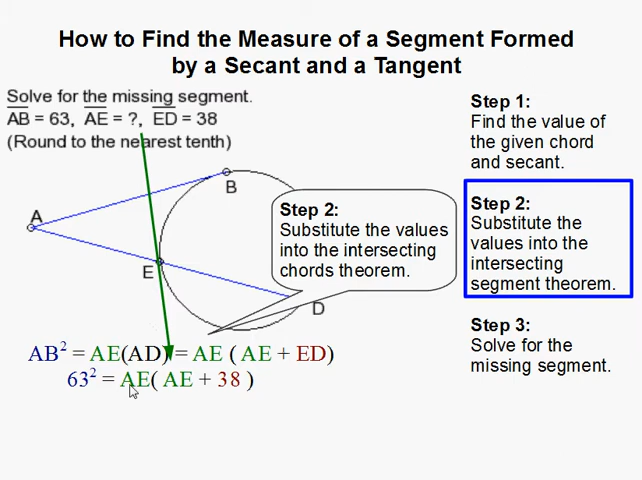 How to Find the Measure of a Segment Formed
by a Secant and a Tangent
Solve for the missing segment.
AB = 63, AE = ?, ED = 38
(Round to the nearest tenth)
A
B
E
D
Step 2:
Substitute the values
into the intersecting
chords theorem.
AB² = AE(AD) = AE ( AE + ED)
63² = AE( AE + 38 )
Step 1:
Find the value of
the given chord
and secant.
Step 2:
Substitute the
values into the
intersecting
segment theorem.
Step 3:
Solve for the
missing segment.